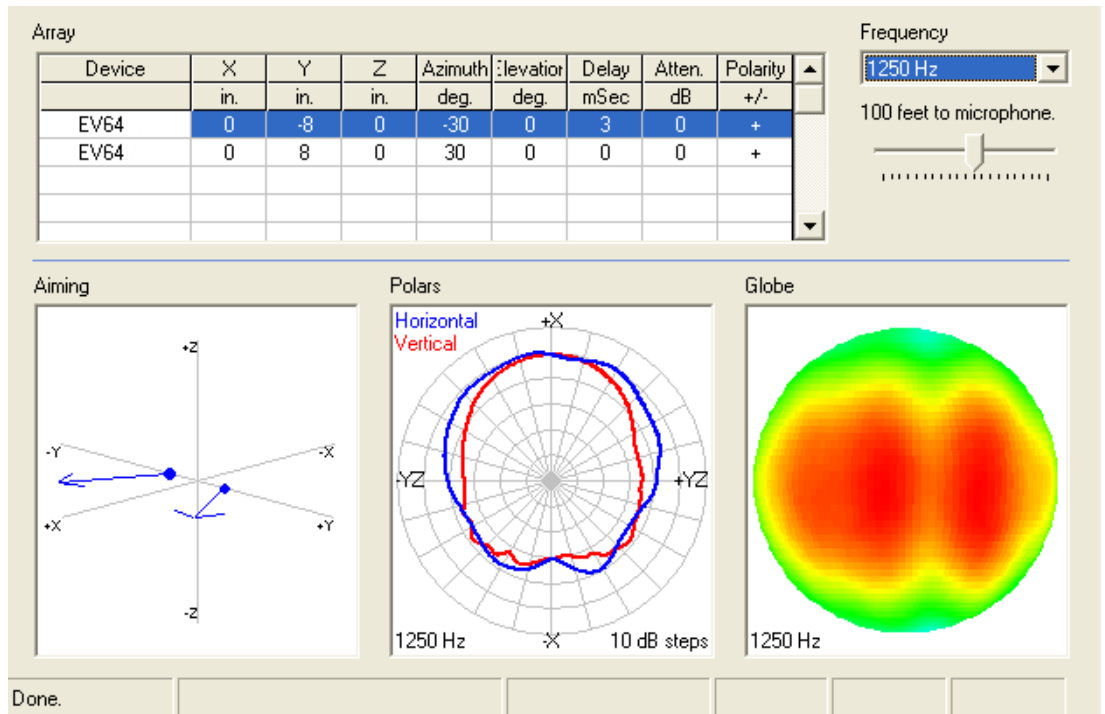 Array
Frequency
Device X Y Z Azimuth Elevation Delay Atten. Polarity
in. in. in. deg. deg. mSec dB +/-
EV64 0 -8 0 -30 0 3 0 +
EV64 0 8 0 30 0 0 0 +
1250 Hz
100 feet to microphone.
Aiming
+Z
-Y
-X
+X
+Y
-Z
Polars
Horizontal
Vertical
+X
-YZ
+YZ
1250 Hz
-X
10 dB steps
Globe
1250 Hz
Done.